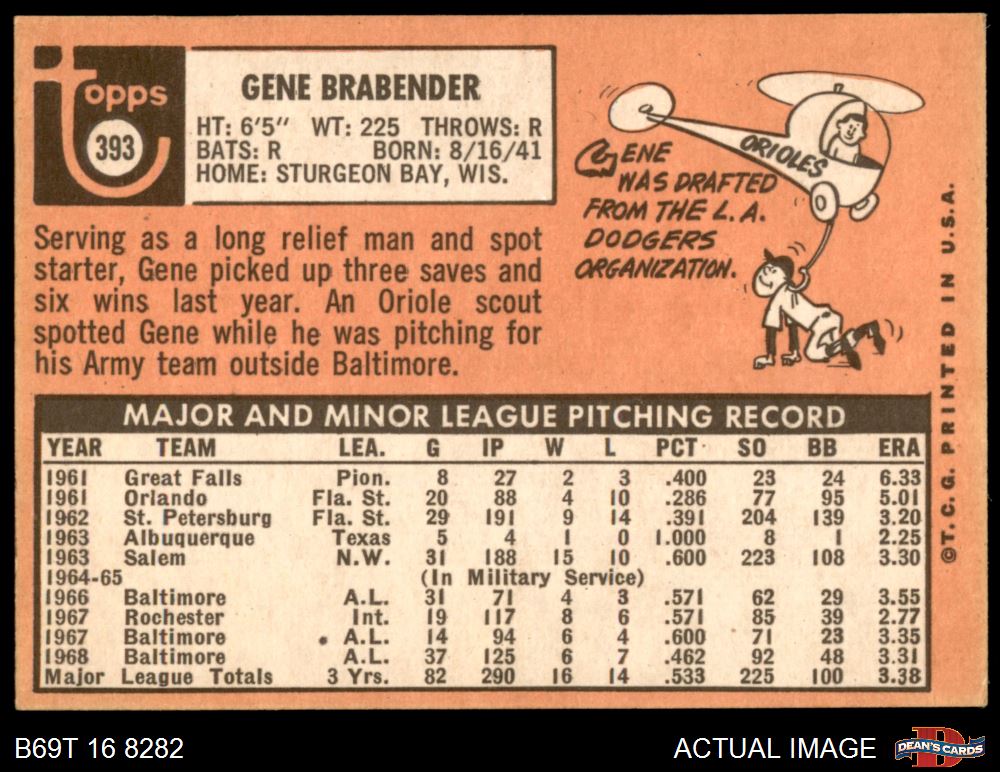 topps
393
GENE BRABENDER
HT: 6'5" WT: 225 THROWS: R
BATS: R BORN: 8/16/41
HOME: STURGEON BAY, WIS.
Serving as a long relief man and spot
starter, Gene picked up three saves and
six wins last year. An Oriole scout
spotted Gene while he was pitching for
his Army team outside Baltimore.
ORIOLES
GENE
WAS DRAFTED
FROM THE L.A.
DODGERS
ORGANIZATION.
©T.C.G. PRINTED IN U.S.A.
MAJOR AND MINOR LEAGUE PITCHING RECORD
YEAR TEAM LEA. G IP W L PCT SO BB ERA
1961 Great Falls Pion. 8 27 2 3 .400 23 24 6.33
1961 Orlando Fla. St. 20 88 4 10 .286 77 95 5.01
1962 St. Petersburg Fla. St. 29 191 9 14 .391 204 139 3.20
1963 Albuquerque Texas 5 4 1 0 1.000 8 1 2.25
1963 Salem N.W. 31 188 15 10 .600 223 108 3.30
1964-65 (In Military Service)
1966 Baltimore A.L. 31 71 4 3 .571 62 29 3.55
1967 Rochester Int. 19 117 8 6 .571 85 39 2.77
1967 Baltimore A.L. 14 94 6 4 .600 71 23 3.35
1968 Baltimore A.L. 37 125 6 7 .462 92 48 3.31
Major League Totals 3 Yrs. 82 290 16 14 .533 225 100 3.38
B69T 16 8282
ACTUAL IMAGE
D
DEAN'S CARDS